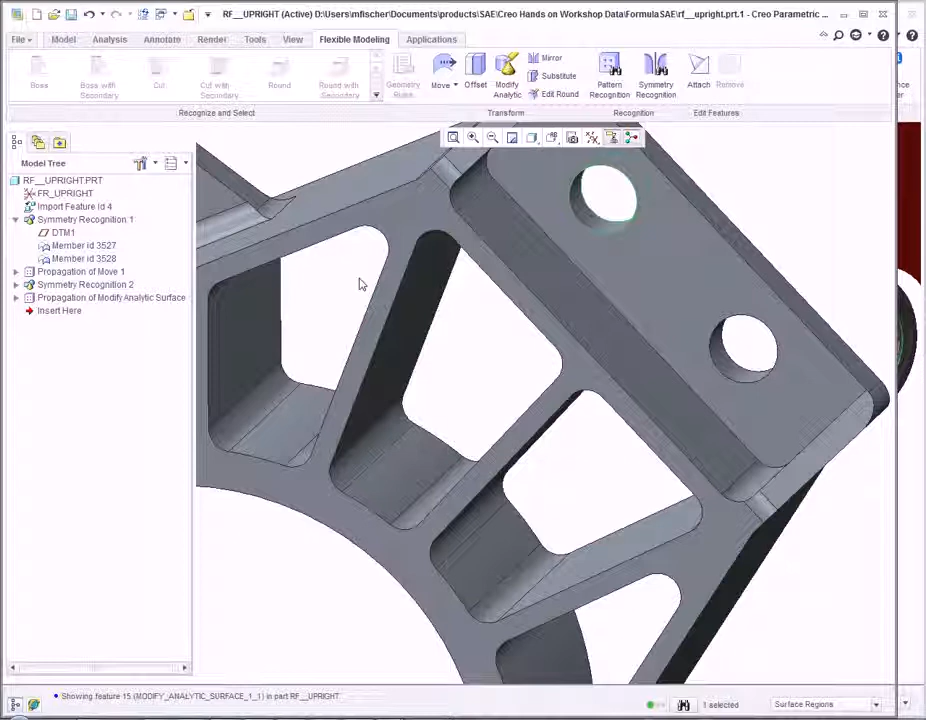 RF__UPRIGHT (Active) D:\Users\mfischer\Documents\products\SAE\Creo Hands on Workshop Data\FormulaSAE\rf__upright.prt.1 - Creo Parametric ...
File
Model
Analysis
Annotate
Render
Tools
View
Flexible Modeling
Applications
Boss
Boss with Secondary
Cut
Cut with Secondary
Round
Round with Secondary
Geometry Rules
Move
Offset
Modify Analytic
Mirror
Substitute
Edit Round
Pattern Recognition
Symmetry Recognition
Attach
Remove
Recognize and Select
Transform
Recognition
Edit Features
Model Tree
RF__UPRIGHT.PRT
FR_UPRIGHT
Import Feature id 4
Symmetry Recognition 1
DTM1
Member id 3527
Member id 3528
Propagation of Move 1
Symmetry Recognition 2
Propagation of Modify Analytic Surface
Insert Here
Showing feature 15 (MODIFY_ANALYTIC_SURFACE_1_1) in part RF__UPRIGHT.
1 selected
Surface Regions